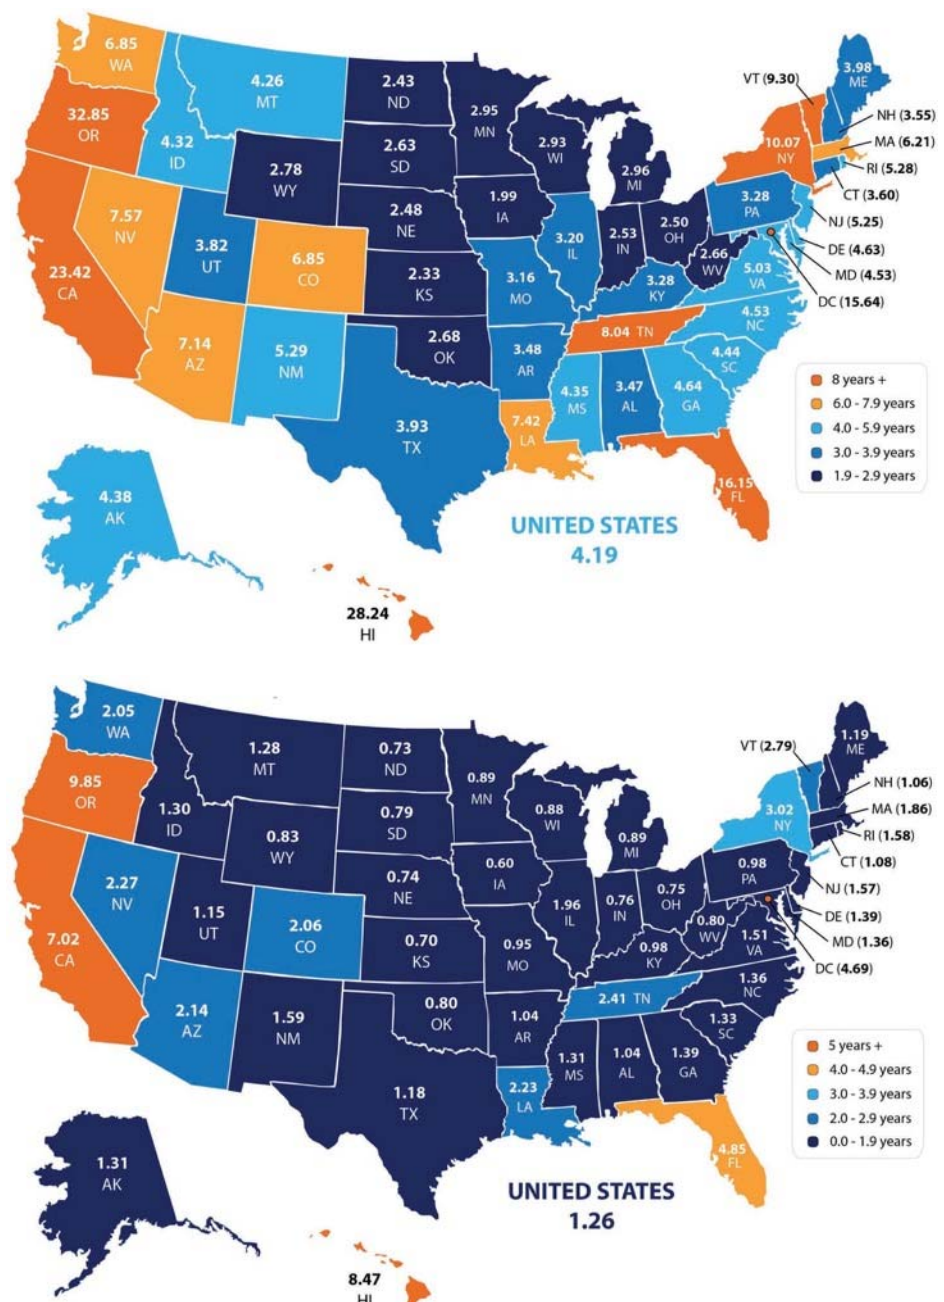 6.85
WA
32.85
OR
23.42
CA
7.57
NV
4.32
ID
4.26
MT
2.78
WY
3.82
UT
6.85
CO
7.14
AZ
5.29
NM
2.43
ND
2.63
SD
2.48
NE
2.33
KS
2.68
OK
3.93
TX
2.95
MN
1.99
IA
3.16
MO
3.48
AR
7.42
LA
2.93
WI
3.20
IL
2.96
MI
2.53
IN
2.50
OH
3.28
KY
8.04 TN
4.35
MS
3.47
AL
4.64
GA
16.15
FL
4.44
SC
4.53
NC
5.03
VA
2.66
WV
3.28
PA
10.07
NY
3.98
ME
VT (9.30)
NH (3.55)
MA (6.21)
RI (5.28)
CT (3.60)
NJ (5.25)
DE (4.63)
MD (4.53)
DC (15.64)
8 years +
6.0 - 7.9 years
4.0 - 5.9 years
3.0 - 3.9 years
1.9 - 2.9 years
4.38
AK
28.24
HI
UNITED STATES
4.19
2.05
WA
9.85
OR
7.02
CA
2.27
NV
1.30
ID
1.28
MT
0.83
WY
1.15
UT
2.06
CO
2.14
AZ
1.59
NM
0.73
ND
0.79
SD
0.74
NE
0.70
KS
0.80
OK
1.18
TX
0.89
MN
0.60
IA
0.95
MO
1.04
AR
2.23
LA
0.88
WI
1.96
IL
0.89
MI
0.76
IN
0.75
OH
0.98
KY
2.41 TN
1.31
MS
1.04
AL
1.39
GA
4.85
FL
1.33
SC
1.36
NC
1.51
VA
0.80
WV
0.98
PA
3.02
NY
1.19
ME
VT (2.79)
NH (1.06)
MA (1.86)
RI (1.58)
CT (1.08)
NJ (1.57)
DE (1.39)
MD (1.36)
DC (4.69)
5 years +
4.0 - 4.9 years
3.0 - 3.9 years
2.0 - 2.9 years
0.0 - 1.9 years
1.31
AK
8.47
HI
UNITED STATES
1.26